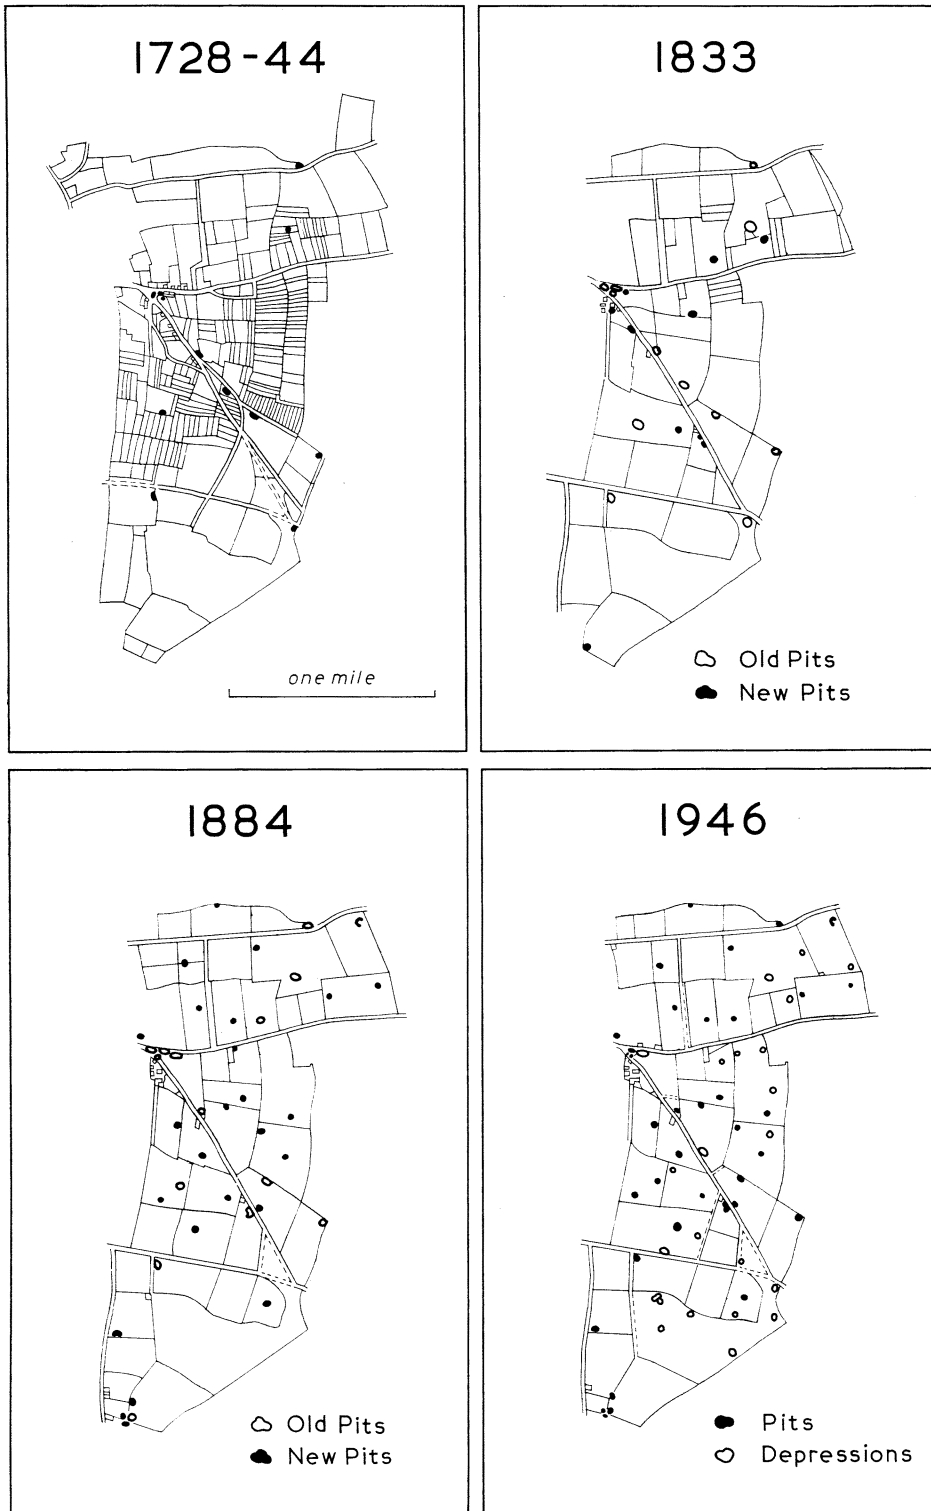 1728-44
one mile
1833
Old Pits
New Pits
1884
Old Pits
New Pits
1946
Pits
Depressions